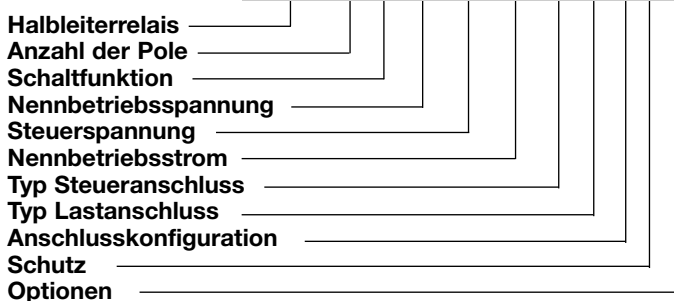 Halbleiterrelais
Anzahl der Pole
Schaltfunktion
Nennbetriebsspannung
Steuerspannung
Nennbetriebsstrom
Typ Steueranschluss
Typ Lastanschluss
Anschlusskonfiguration
Schutz
Optionen